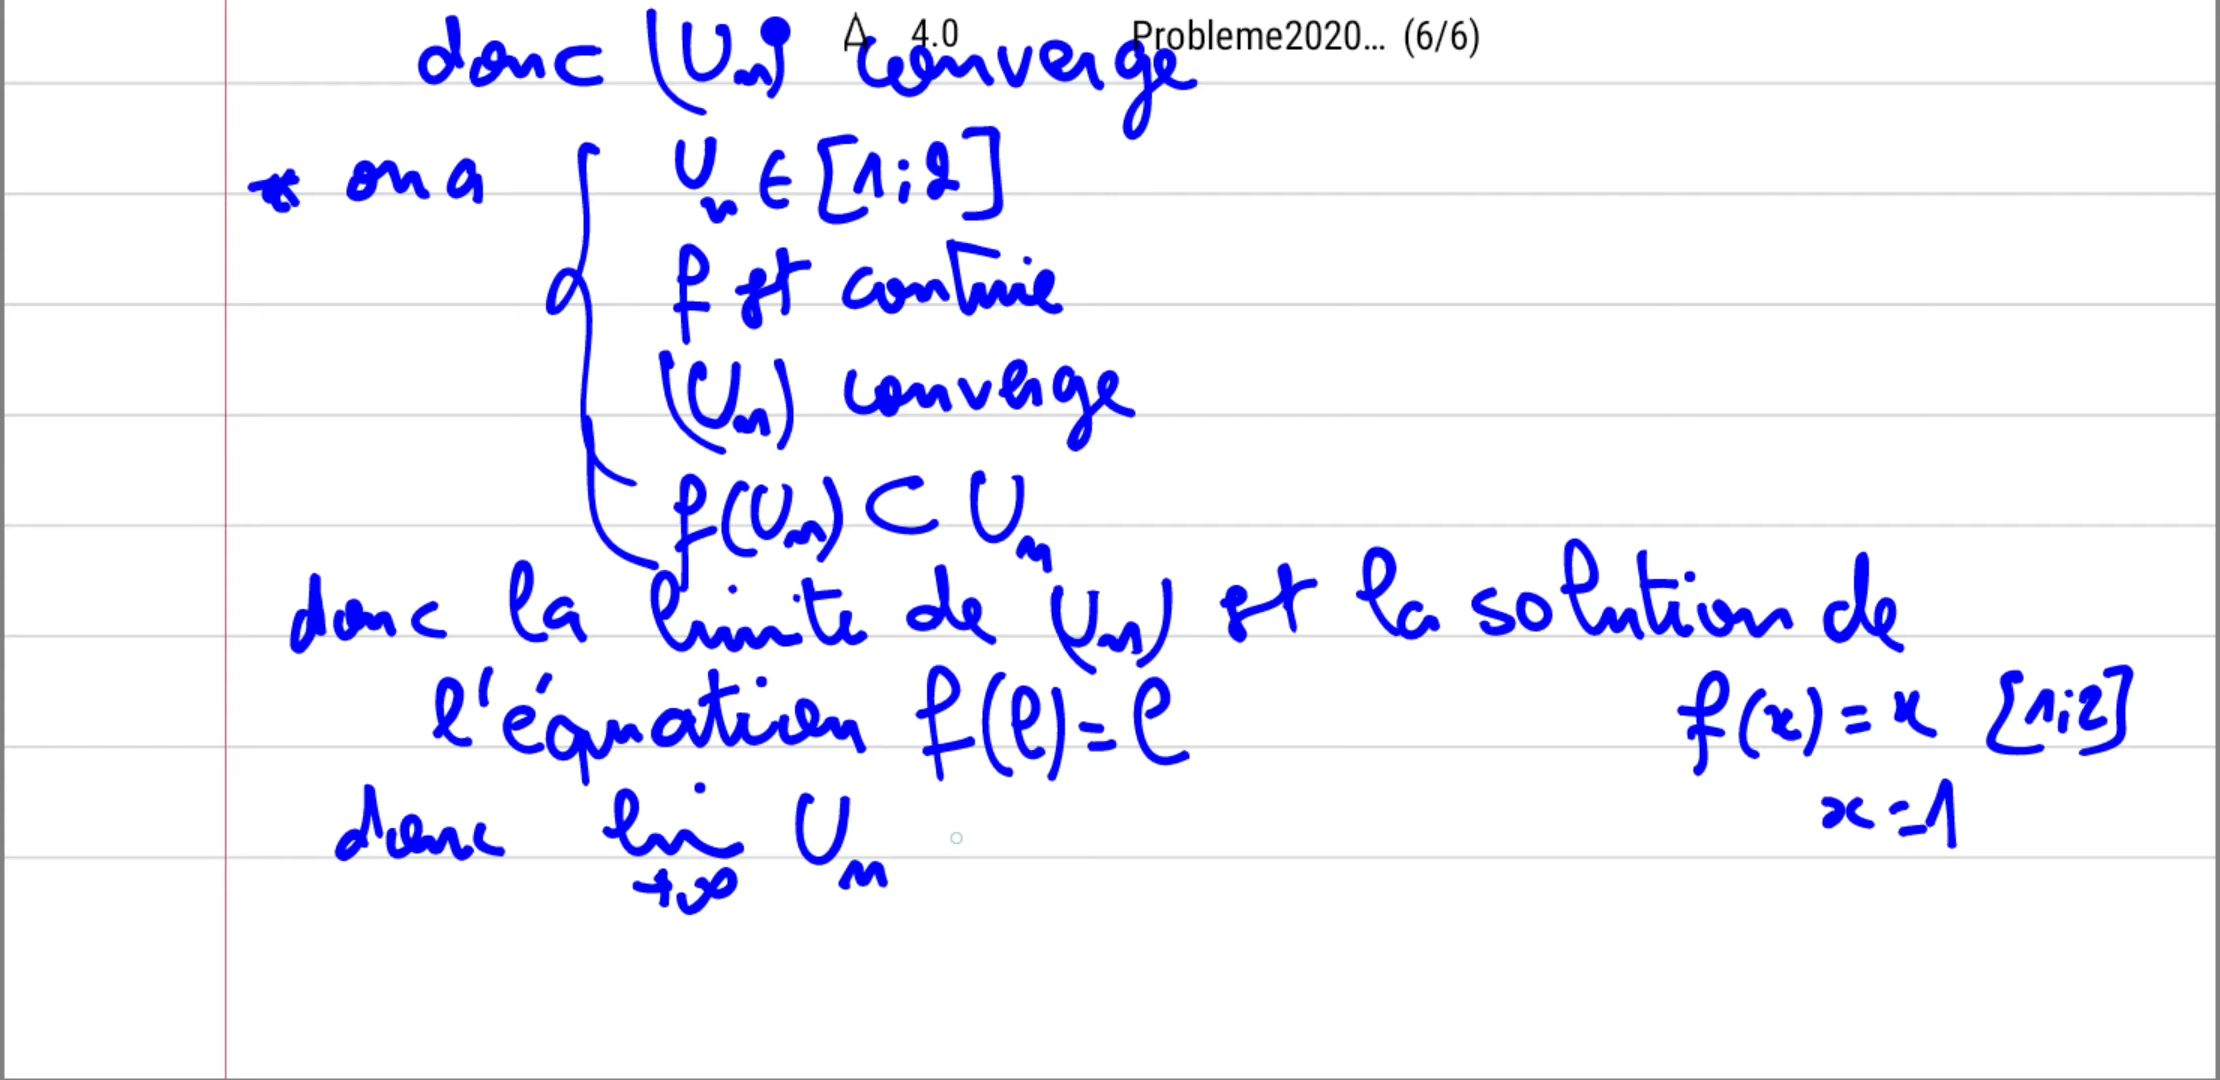 Δ 4.0 Probleme2020... (6/6)
donc (Un) converge
* on a Un ∈ [1;2]
f est continue
(Un) converge
f(Un) ⊂ Un
donc la limite de (Un) est la solution de
l'équation f(l)=l f(x)=x [1;2]
x=1
donc lim Un
+∞